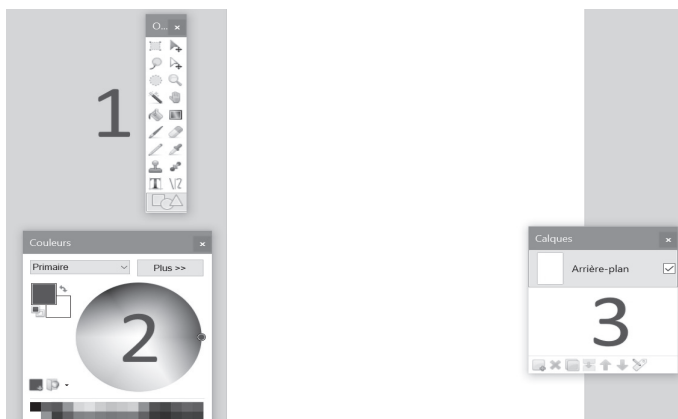 O...
1
Couleurs
Primaire
Plus >>
2
Calques
Arrière-plan
3